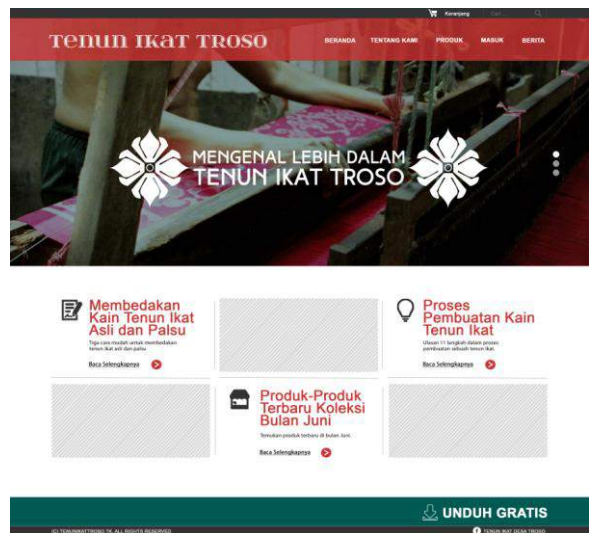 Keranjang Cari ...
TENUN IKAT TROSO
BERANDA TENTANG KAMI PRODUK MASUK BERITA
MENGENAL LEBIH DALAM
TENUN IKAT TROSO
Membedakan
Kain Tenun Ikat
Asli dan Palsu
Tiga cara mudah untuk membedakan
tenun ikat asli dan palsu
Baca Selengkapnya
Proses
Pembuatan Kain
Tenun Ikat
Ulasan 11 langkah dalam proses
pembuatan sebuah tenun ikat.
Baca Selengkapnya
Produk-Produk
Terbaru Koleksi
Bulan Juni
Temukan produk terbaru di bulan Juni.
Baca Selengkapnya
UNDUH GRATIS
(C) TENUNIKATTROSO.TK. ALL RIGHTS RESERVED
TENUN IKAT DESA TROSO